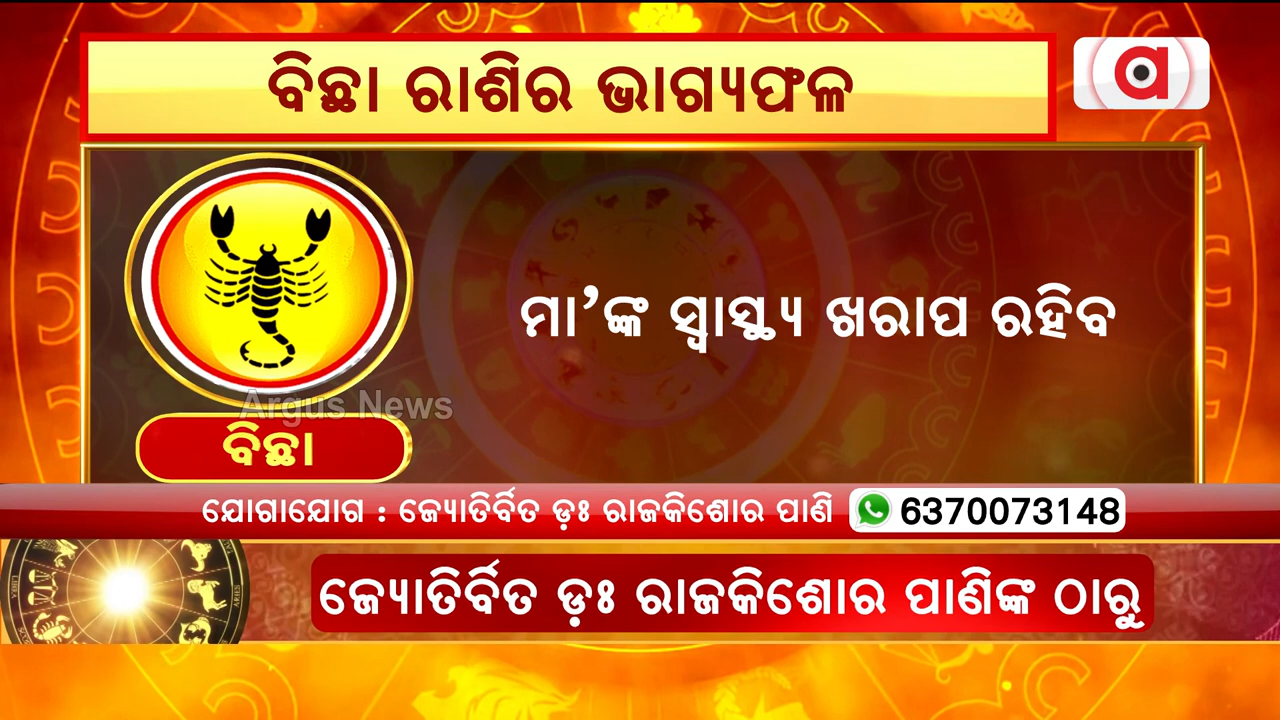 ବିଛା ରାଶିର ଭାଗ୍ୟଫଳ
a
ମା’ଙ୍କ ସ୍ୱାସ୍ଥ୍ୟ ଖରାପ ରହିବ
Argus News
ବିଛା
ଯୋଗାଯୋଗ : ଜ୍ୟୋତିର୍ବିତ ଡ଼ଃ ରାଜକିଶୋର ପାଣି 6370073148
ଜ୍ୟୋତିର୍ବିତ ଡ଼ଃ ରାଜକିଶୋର ପାଣିଙ୍କ ଠାରୁ